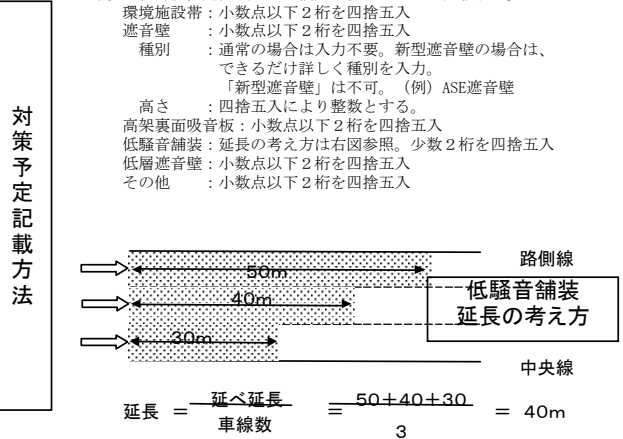 対策予定記載方法
環境施設帯：小数点以下２桁を四捨五入
遮音壁　　：小数点以下２桁を四捨五入
種別　　：通常の場合は入力不要。新型遮音壁の場合は、
できるだけ詳しく種別を入力。
「新型遮音壁」は不可。（例）ASE遮音壁
高さ　　：四捨五入により整数とする。
高架裏面吸音板：小数点以下２桁を四捨五入
低騒音舗装：延長の考え方は右図参照。少数２桁を四捨五入
低層遮音壁：小数点以下２桁を四捨五入
その他　　：小数点以下２桁を四捨五入
路側線
50m
低騒音舗装
延長の考え方
40m
30m
中央線
延長 ＝ 延べ延長 ＝ 50＋40＋30 ＝ 40m
車線数 3